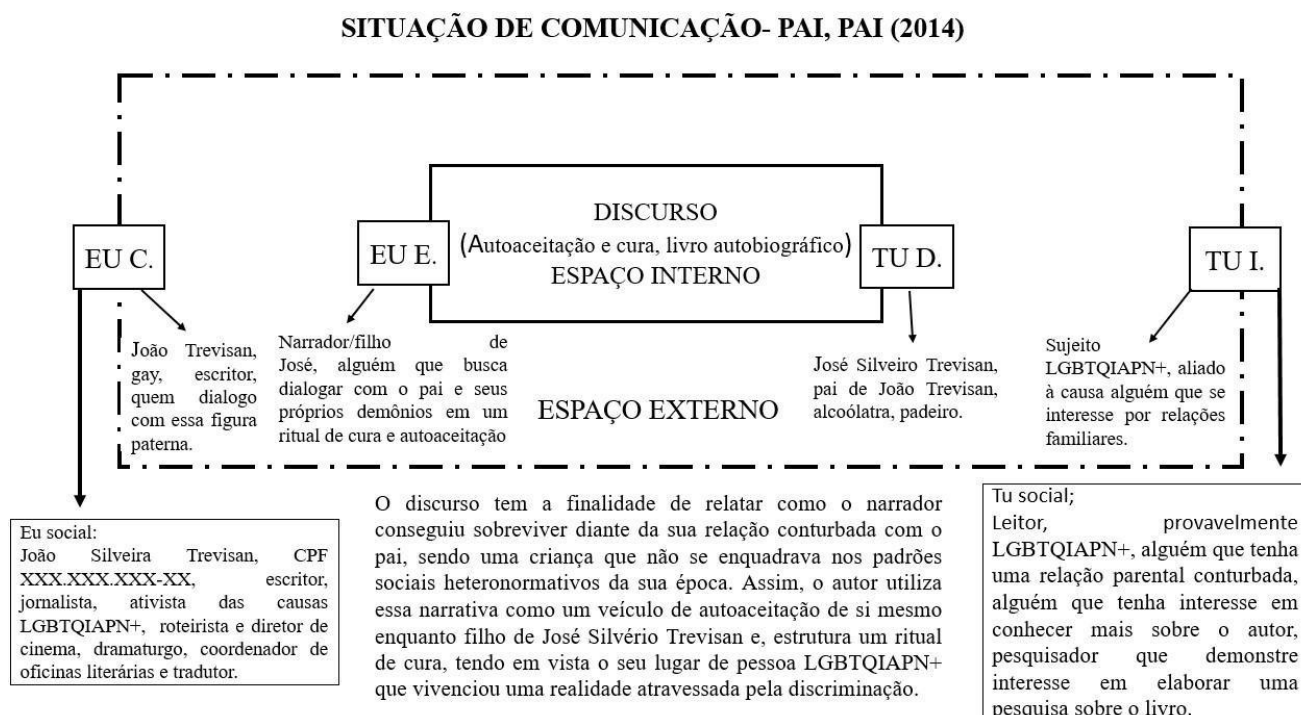 SITUAÇÃO DE COMUNICAÇÃO- PAI, PAI (2014)
DISCURSO
(Autoaceitação e cura, livro autobiográfico)
ESPAÇO INTERNO
EU C.
EU E.
TU D.
TU I.
João Trevisan,
gay, escritor,
quem dialogo
com essa figura
paterna.
Narrador/filho de
José, alguém que busca
dialogar com o pai e seus
próprios demônios em um
ritual de cura e autoaceitação
José Silveiro Trevisan,
pai de João Trevisan,
alcoólatra, padeiro.
Sujeito
LGBTQIAPN+, aliado
à causa alguém que se
interesse por relações
familiares.
ESPAÇO EXTERNO
Eu social:
João Silveira Trevisan, CPF
XXX.XXX.XXX-XX, escritor,
jornalista, ativista das causas
LGBTQIAPN+, roteirista e diretor de
cinema, dramaturgo, coordenador de
oficinas literárias e tradutor.
O discurso tem a finalidade de relatar como o narrador
conseguiu sobreviver diante da sua relação conturbada com o
pai, sendo uma criança que não se enquadrava nos padrões
sociais heteronormativos da sua época. Assim, o autor utiliza
essa narrativa como um veículo de autoaceitação de si mesmo
enquanto filho de José Silvério Trevisan e, estrutura um ritual
de cura, tendo em vista o seu lugar de pessoa LGBTQIAPN+
que vivenciou uma realidade atravessada pela discriminação.
Tu social;
Leitor, provavelmente
LGBTQIAPN+, alguém que tenha
uma relação parental conturbada,
alguém que tenha interesse em
conhecer mais sobre o autor,
pesquisador que demonstre
interesse em elaborar uma
pesquisa sobre o livro.